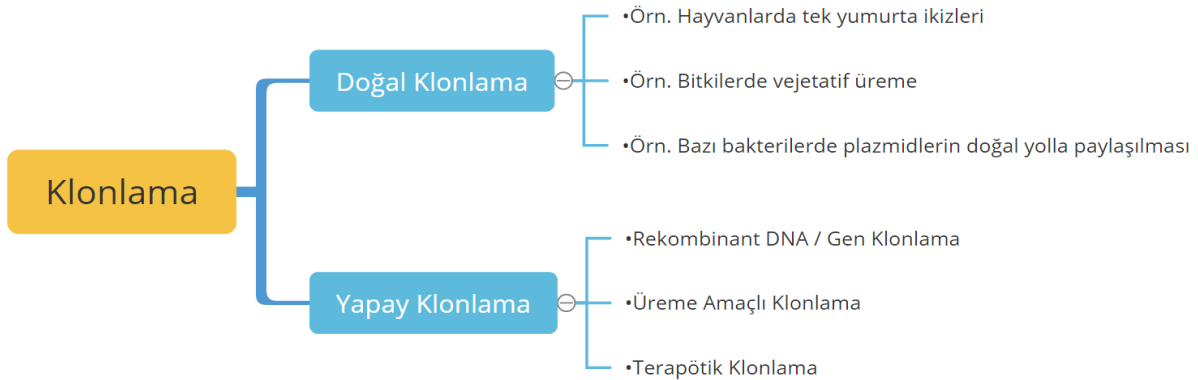 Klonlama
Doğal Klonlama
•Örn. Hayvanlarda tek yumurta ikizleri
•Örn. Bitkilerde vejetatif üreme
•Örn. Bazı bakterilerde plazmidlerin doğal yolla paylaşılması
Yapay Klonlama
•Rekombinant DNA / Gen Klonlama
•Üreme Amaçlı Klonlama
•Terapötik Klonlama